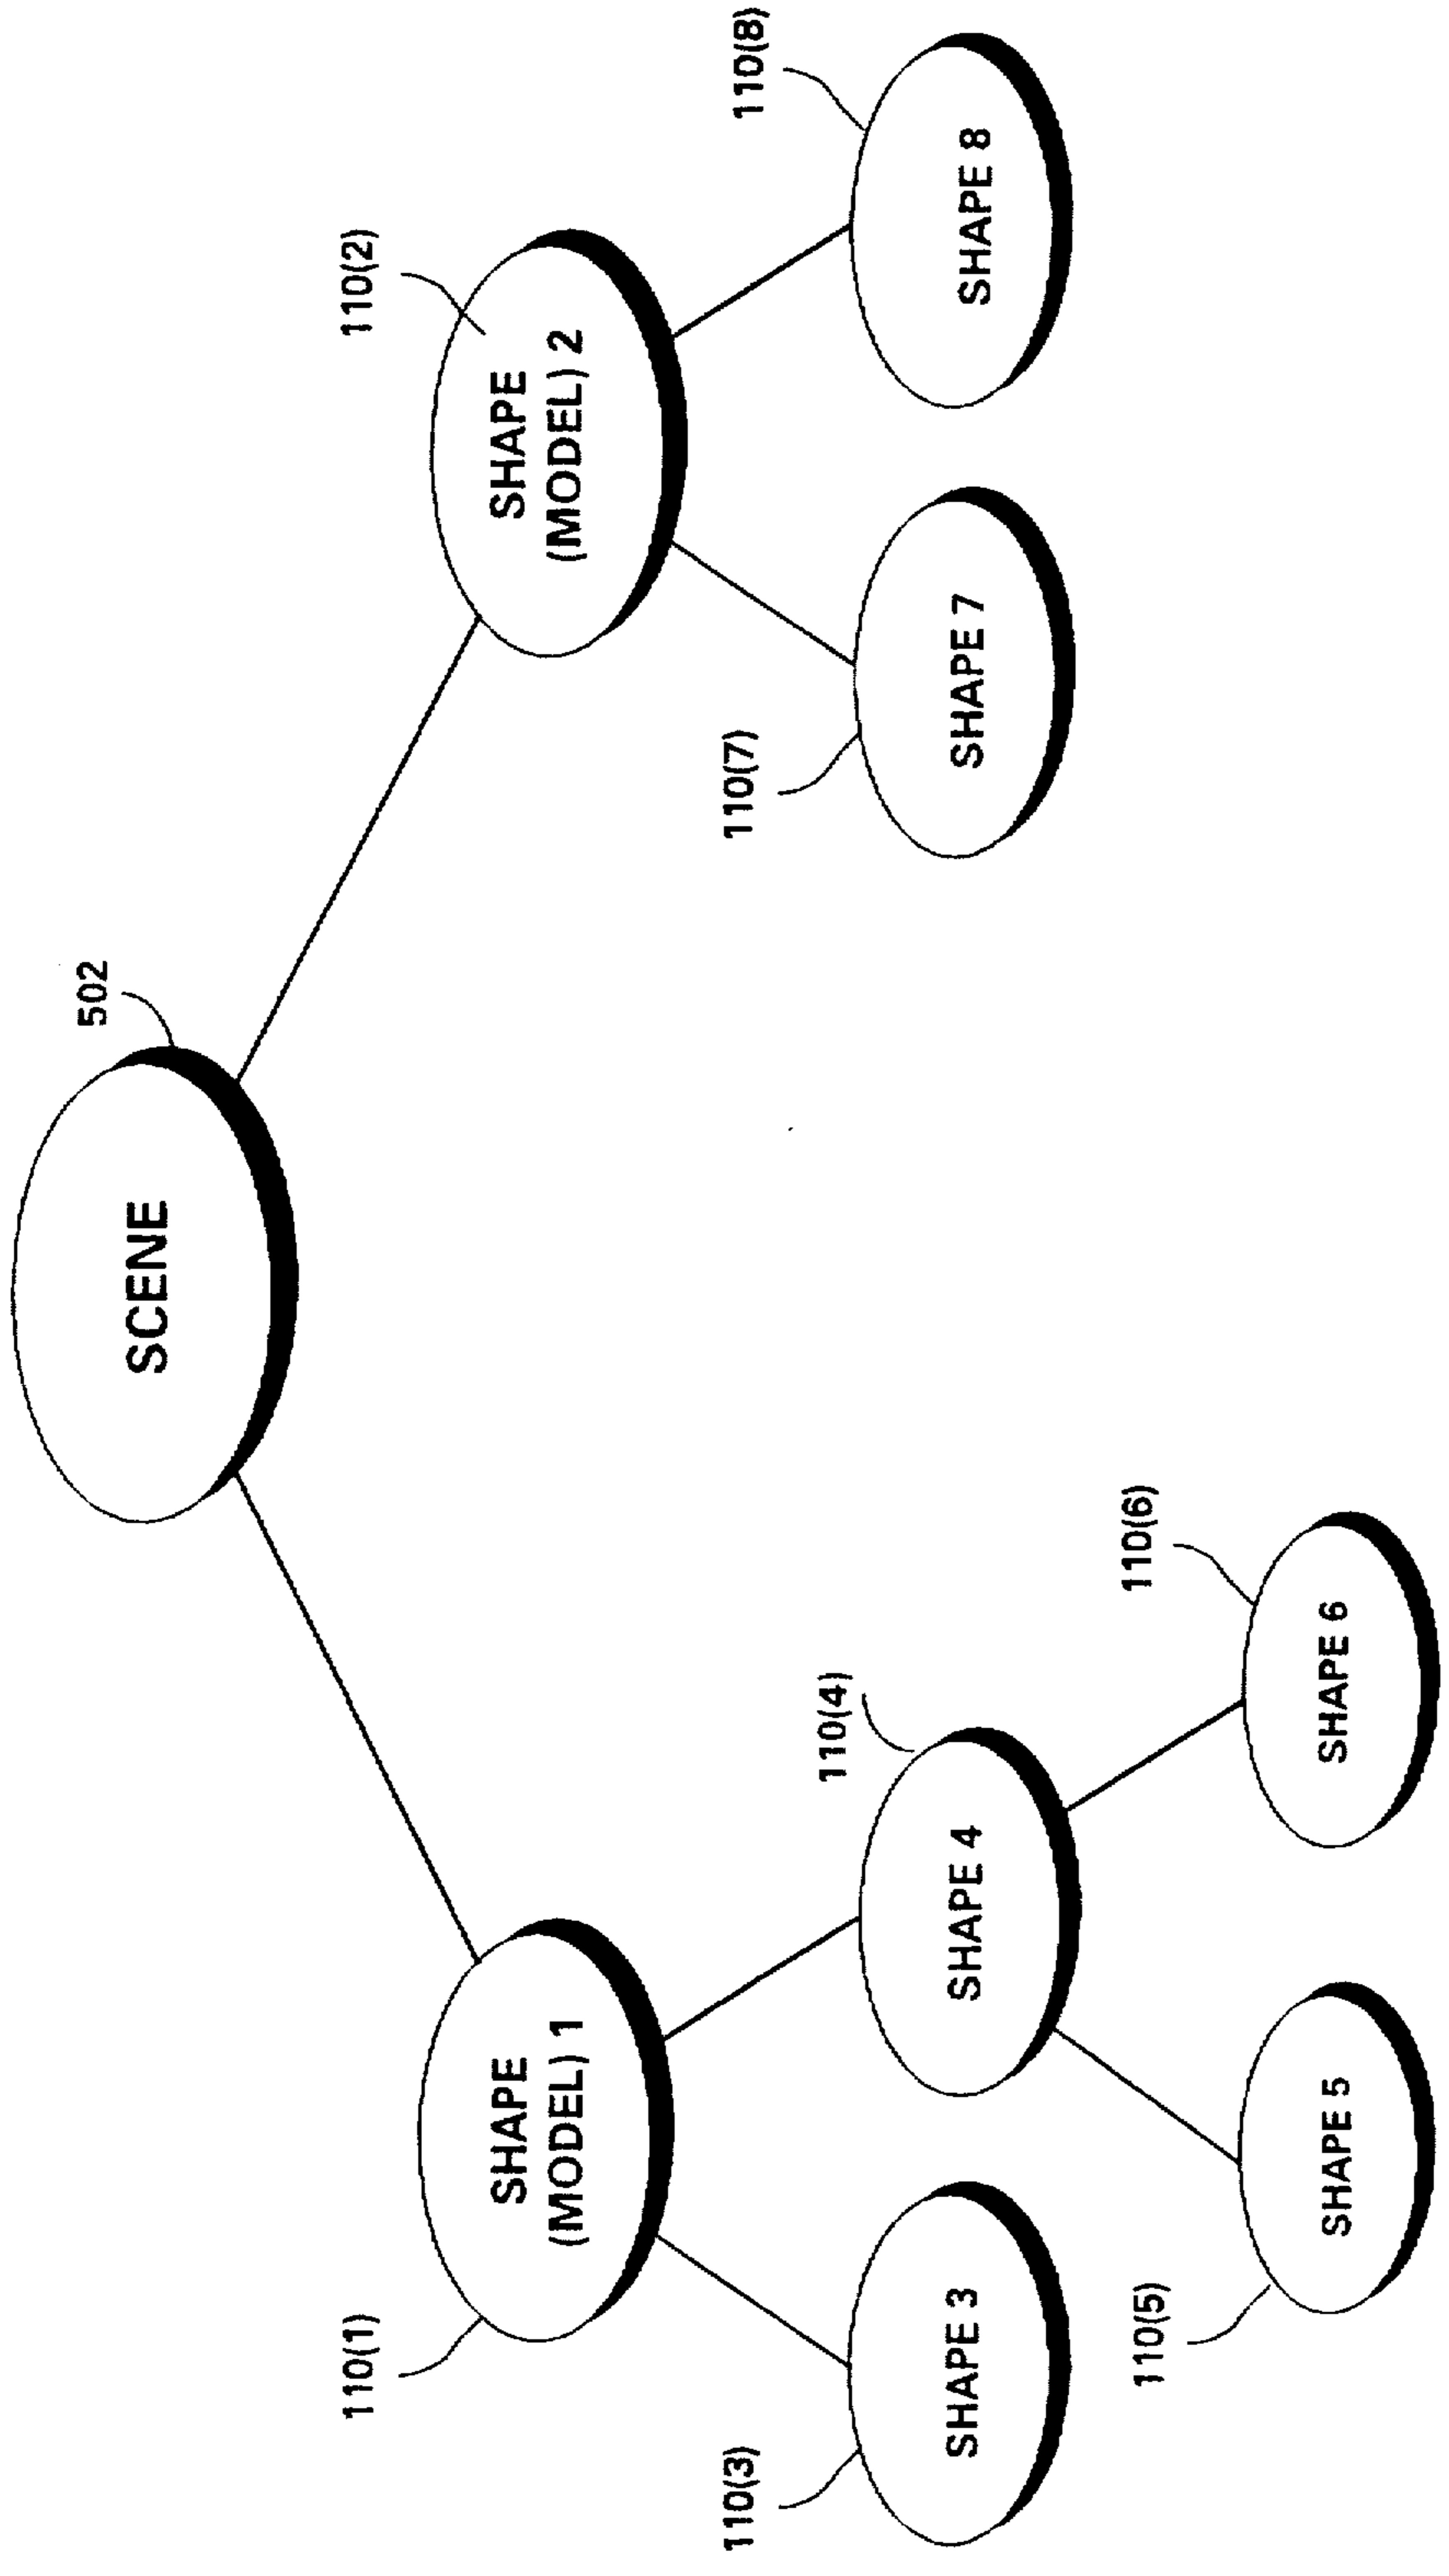 502
SCENE
110(1)
SHAPE
(MODEL) 1
110(2)
SHAPE
(MODEL) 2
110(3)
SHAPE 3
110(4)
SHAPE 4
110(7)
SHAPE 7
110(8)
SHAPE 8
110(5)
SHAPE 5
110(6)
SHAPE 6